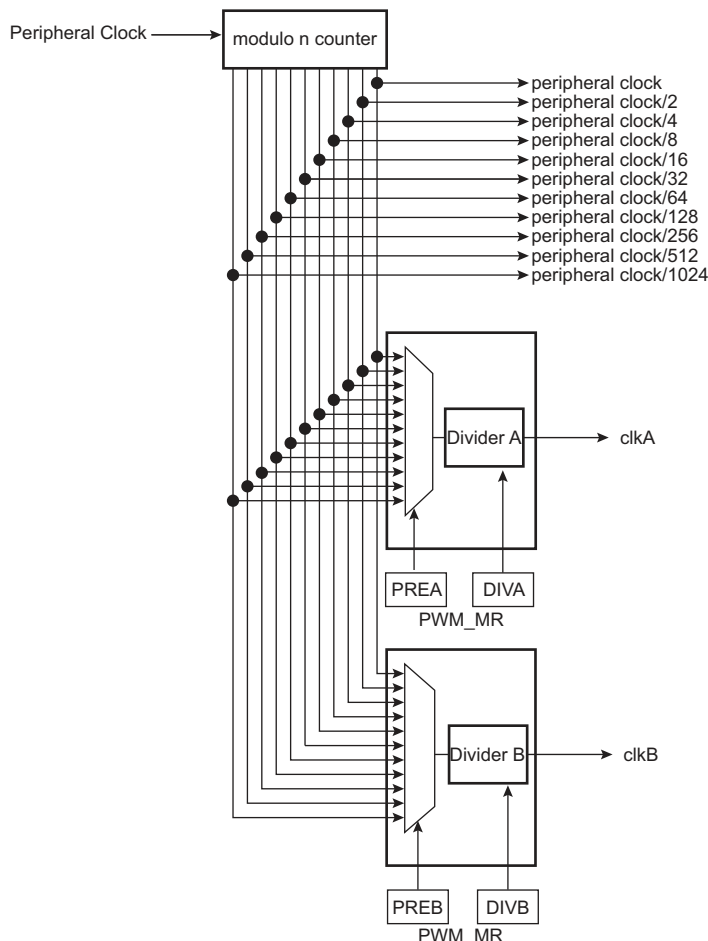 Peripheral Clock
modulo n counter
peripheral clock
peripheral clock/2
peripheral clock/4
peripheral clock/8
peripheral clock/16
peripheral clock/32
peripheral clock/64
peripheral clock/128
peripheral clock/256
peripheral clock/512
peripheral clock/1024
Divider A
clkA
PREA
DIVA
PWM_MR
Divider B
clkB
PREB
DIVB
PWM_MR